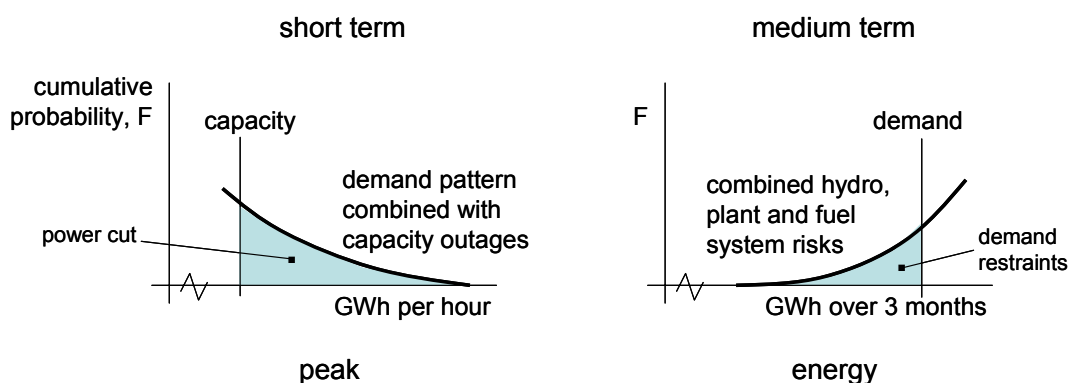 short term
cumulative
probability, F
capacity
demand pattern
combined with
capacity outages
power cut
GWh per hour
peak
medium term
F
demand
combined hydro,
plant and fuel
system risks
demand
restraints
GWh over 3 months
energy